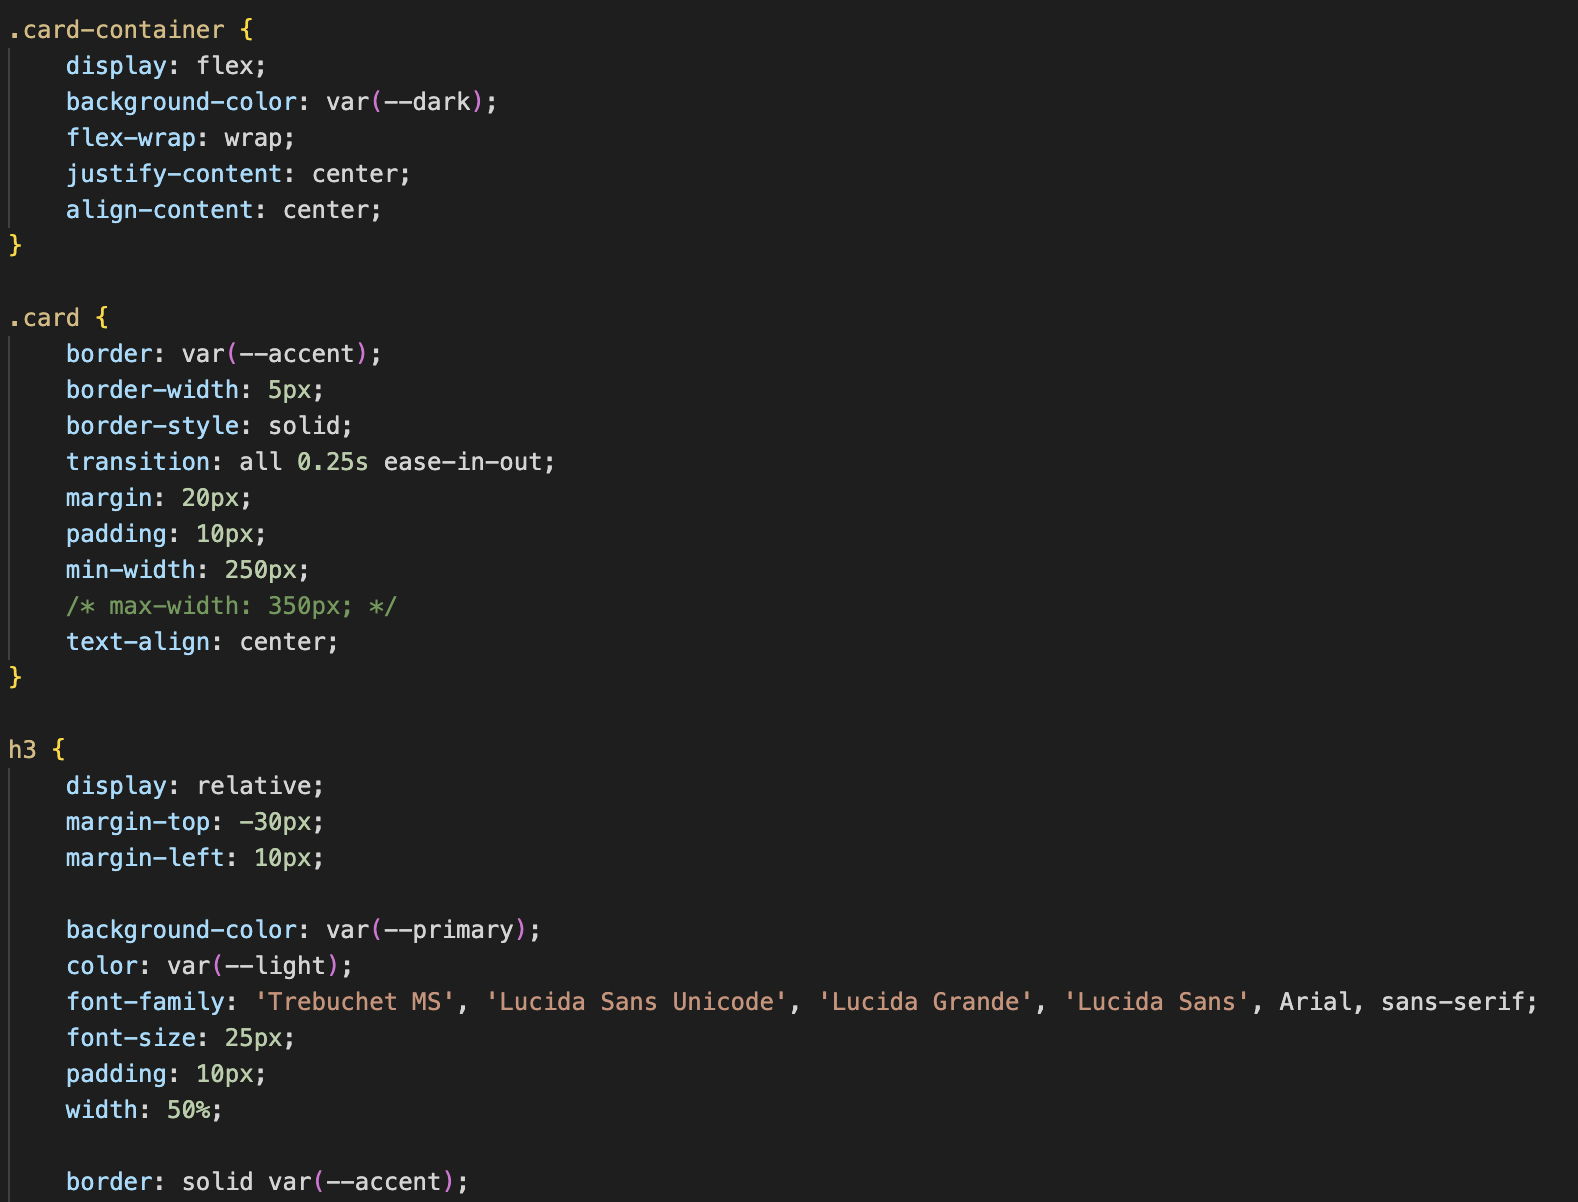 .card-container {
    display: flex;
    background-color: var(--dark);
    flex-wrap: wrap;
    justify-content: center;
    align-content: center;
}

.card {
    border: var(--accent);
    border-width: 5px;
    border-style: solid;
    transition: all 0.25s ease-in-out;
    margin: 20px;
    padding: 10px;
    min-width: 250px;
    /* max-width: 350px; */
    text-align: center;
}

h3 {
    display: relative;
    margin-top: -30px;
    margin-left: 10px;

    background-color: var(--primary);
    color: var(--light);
    font-family: 'Trebuchet MS', 'Lucida Sans Unicode', 'Lucida Grande', 'Lucida Sans', Arial, sans-serif;
    font-size: 25px;
    padding: 10px;
    width: 50%;

    border: solid var(--accent);